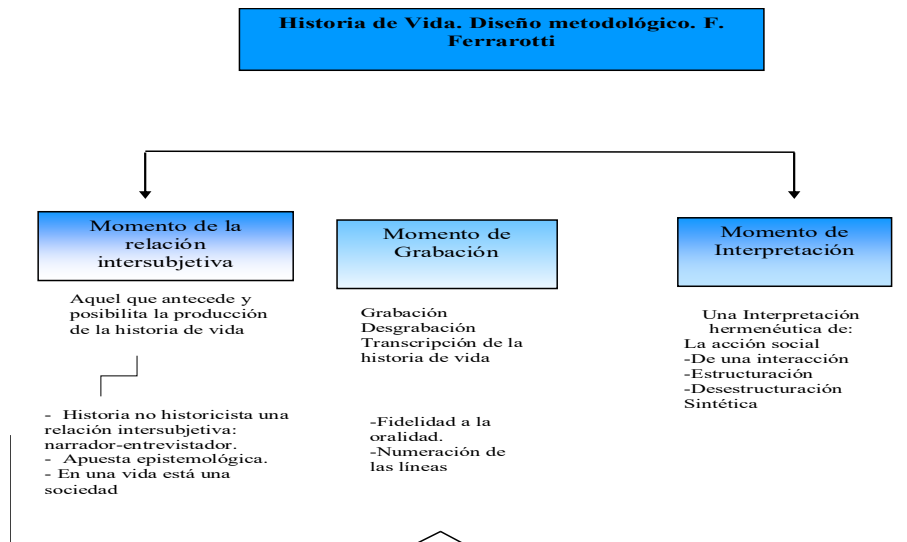 Historia de Vida. Diseño metodológico. F.
Ferrarotti
Momento de la
relación
intersubjetiva
Aquel que antecede y
posibilita la producción
de la historia de vida
- Historia no historicista una
relación intersubjetiva:
narrador-entrevistador.
- Apuesta epistemológica.
- En una vida está una
sociedad
Momento de
Grabación
Grabación
Desgrabación
Transcripción de la
historia de vida
-Fidelidad a la
oralidad.
-Numeración de
las líneas
Momento de
Interpretación
Una Interpretación
hermenéutica de:
La acción social
-De una interacción
-Estructuración
-Desestructuración
Sintética